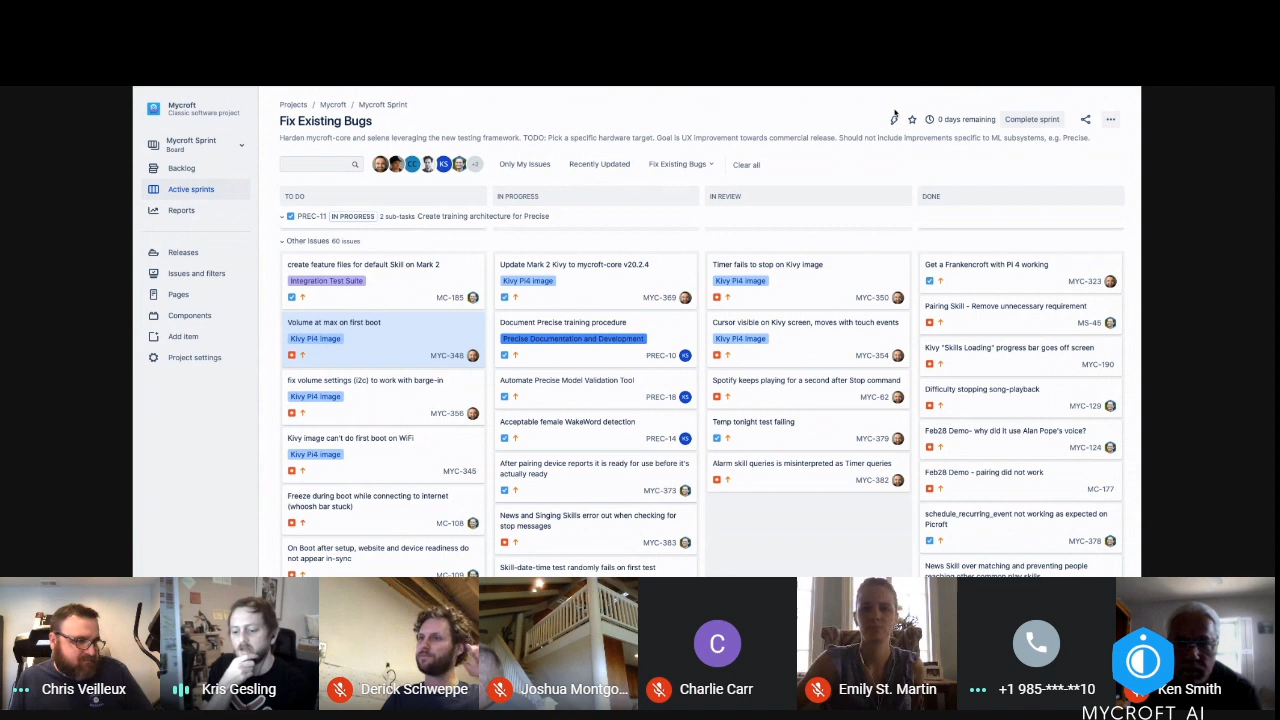 Mycroft
Classic software project
Mycroft Sprint
Board
Backlog
Active sprints
Reports
Releases
Issues and filters
Pages
Components
Add item
Project settings
Projects / Mycroft / Mycroft Sprint
Fix Existing Bugs
0 days remaining
Complete sprint
Harden mycroft-core and selene leveraging the new testing framework. TODO: Pick a specific hardware target. Goal is UX Improvement towards commercial release. Should not include improvements specific to ML subsystems, e.g. Precise.
CC
KS
+2
Only My Issues
Recently Updated
Fix Existing Bugs
Clear all
TO DO
IN PROGRESS
IN REVIEW
DONE
PREC-11 IN PROGRESS 2 sub-tasks Create training architecture for Precise
Other Issues 60 issues
create feature files for default Skill on Mark 2
Integration Test Suite
MC-185
Volume at max on first boot
Kivy Pi4 image
MYC-348
fix volume settings (i2c) to work with barge-in
Kivy Pi4 image
MYC-356
Kivy image can't do first boot on WiFi
Kivy Pi4 image
MYC-345
Freeze during boot while connecting to internet
(whoosh bar stuck)
MC-108
On Boot after setup, website and device readiness do
not appear in-sync
MC-109
Update Mark 2 Kivy to mycroft-core v20.2.4
Kivy Pi4 image
MYC-369
Document Precise training procedure
Precise Documentation and Development
PREC-10
KS
Automate Precise Model Validation Tool
PREC-18
KS
Acceptable female WakeWord detection
PREC-14
KS
After pairing device reports it is ready for use before it's
actually ready
MYC-373
News and Singing Skills error out when checking for
stop messages
MYC-383
Skill-date-time test randomly fails on first test
Timer fails to stop on Kivy image
Kivy Pi4 image
MYC-350
Cursor visible on Kivy screen, moves with touch events
Kivy Pi4 image
MYC-354
Spotify keeps playing for a second after Stop command
MYC-62
Temp tonight test failing
MYC-379
Alarm skill queries is misinterpreted as Timer queries
MYC-382
Get a Frankencroft with Pi 4 working
MYC-323
Pairing Skill - Remove unnecessary requirement
MS-45
Kivy "Skills Loading" progress bar goes off screen
MYC-190
Difficulty stopping song-playback
MYC-129
Feb28 Demo- why did it use Alan Pope's voice?
MYC-124
Feb28 Demo - pairing did not work
MC-177
schedule_recurring_event not working as expected on
Picroft
MYC-378
News Skill over matching and preventing people
reaching other common play skills
C
Chris Veilleux
Kris Gesling
Derick Schweppe
Joshua Montgo...
Charlie Carr
Emily St. Martin
+1 985-***-**10
Ken Smith
MYCROFT AI